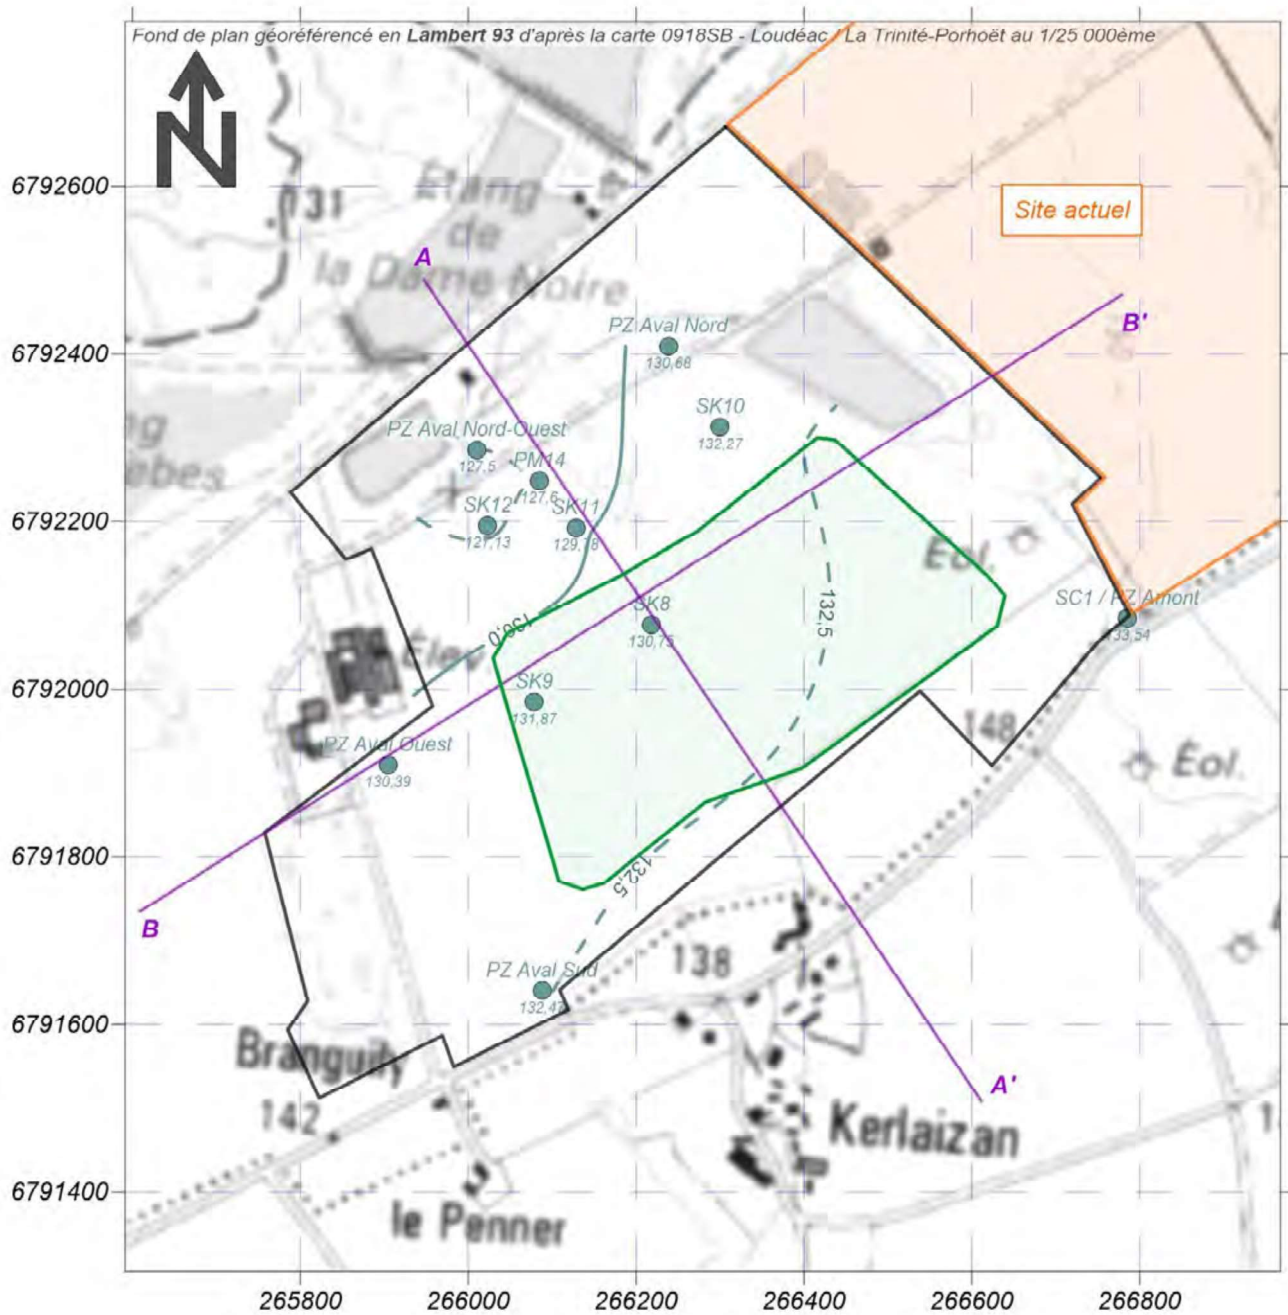 Fond de plan géoréférencé en Lambert 93 d'après la carte 0918SB - Loudéac / La Trinité-Porhoët au 1/25 000ème
N
6792600
131
Etang
de
la Dame Noire
Site actuel
A
B'
PZ Aval Nord
130,68
6792400
SK10
132,27
PZ Aval Nord-Ouest
127,5
PM14
127,6
SK12
127,13
SK11
129,78
6792200
Éol.
SC1 / PZ Amont
133,54
SK8
130,75
132,5
130,0
Élev
6792000
SK9
131,87
148
PZ Aval Ouest
130,39
Éol.
6791800
132,5
B
138
PZ Aval Sud
132,47
6791600
Branguily
A'
142
Kerlaizan
6791400
le Penner
265800
266000
266200
266400
266600
266800